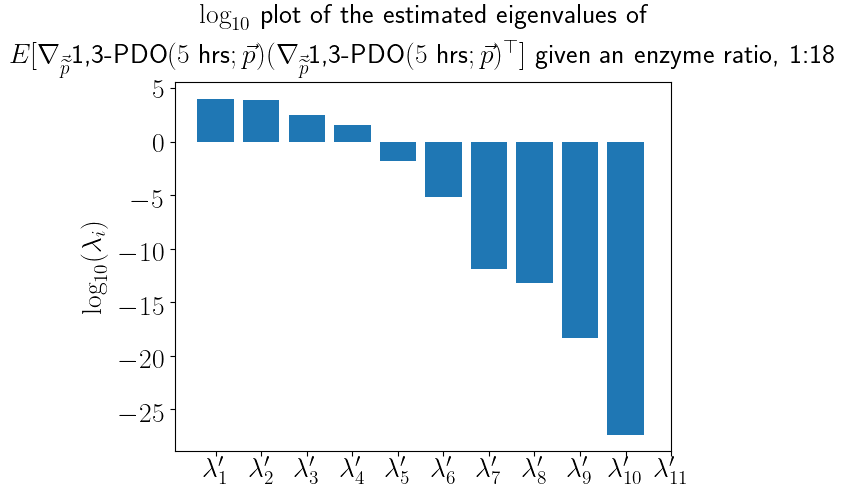 log₁₀ plot of the estimated eigenvalues of
E[∇_p̃⃗ 1,3-PDO(5 hrs; p⃗)(∇_p̃⃗ 1,3-PDO(5 hrs; p⃗)^⊤] given an enzyme ratio, 1:18
5
0
−5
−10
−15
−20
−25
log₁₀(λᵢ)
λ′₁ λ′₂ λ′₃ λ′₄ λ′₅ λ′₆ λ′₇ λ′₈ λ′₉ λ′₁₀ λ′₁₁